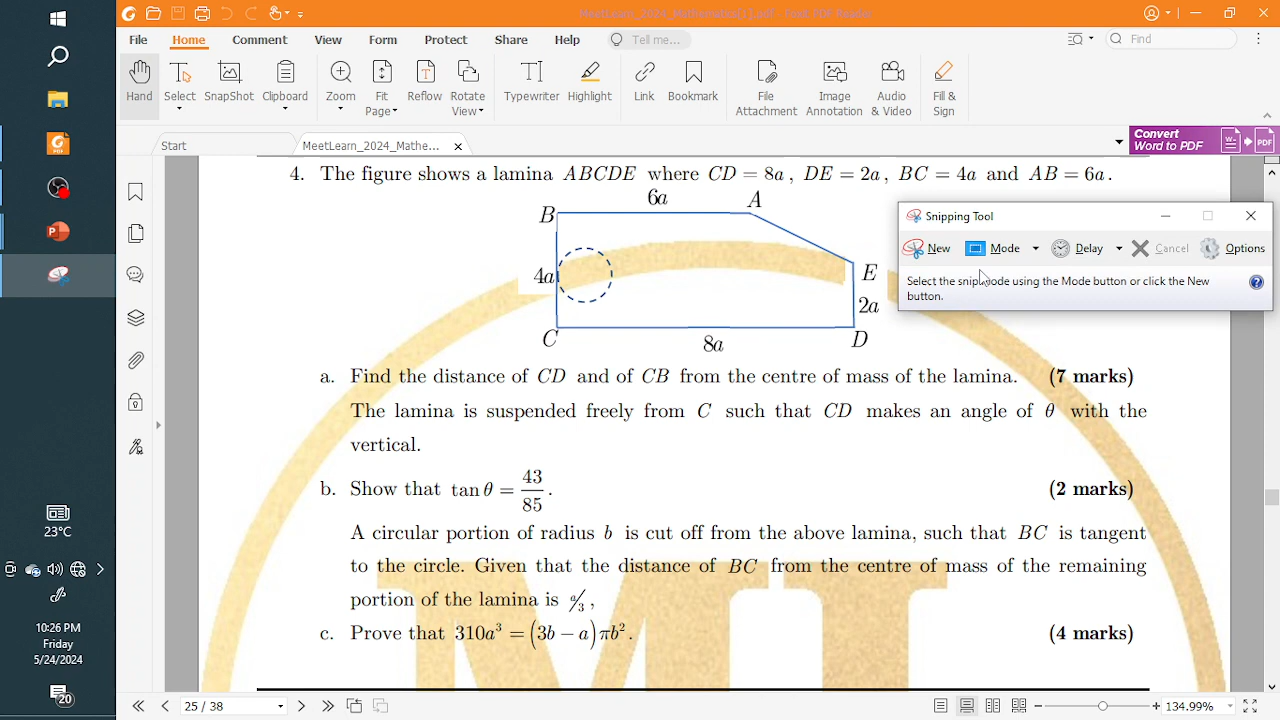 MeetLearn_2024_Mathematics[1].pdf - Foxit PDF Reader
File Home Comment View Form Protect Share Help Tell me... Find
Hand Select SnapShot Clipboard Zoom Fit Page Reflow Rotate View Typewriter Highlight Link Bookmark File Attachment Image Annotation Audio & Video Fill & Sign
Start MeetLearn_2024_Mathe... Convert Word to PDF
4. The figure shows a lamina ABCDE where CD = 8a, DE = 2a, BC = 4a and AB = 6a.
B 6a A
4a E
2a
C 8a D
a. Find the distance of CD and of CB from the centre of mass of the lamina. (7 marks)
The lamina is suspended freely from C such that CD makes an angle of θ with the
vertical.
b. Show that tan θ = 43/85. (2 marks)
A circular portion of radius b is cut off from the above lamina, such that BC is tangent
to the circle. Given that the distance of BC from the centre of mass of the remaining
portion of the lamina is a/3,
c. Prove that 310a³ = (3b − a)πb². (4 marks)
Snipping Tool
New Mode Delay Cancel Options
Select the snip mode using the Mode button or click the New
button.
23°C
10:26 PM
Friday
5/24/2024
20
25 / 38 134.99%